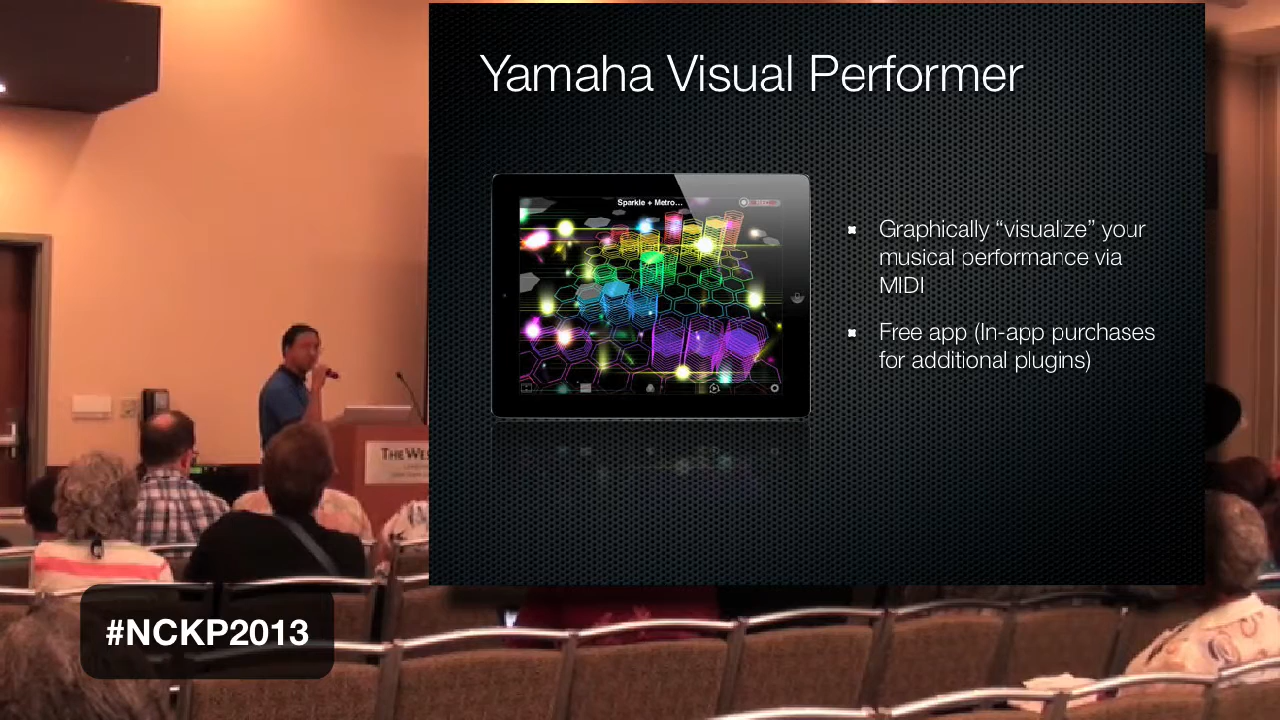 Yamaha Visual Performer
Sparkle + Metro...
Graphically “visualize” your
musical performance via
MIDI
Free app (In-app purchases
for additional plugins)
THE WES
#NCKP2013